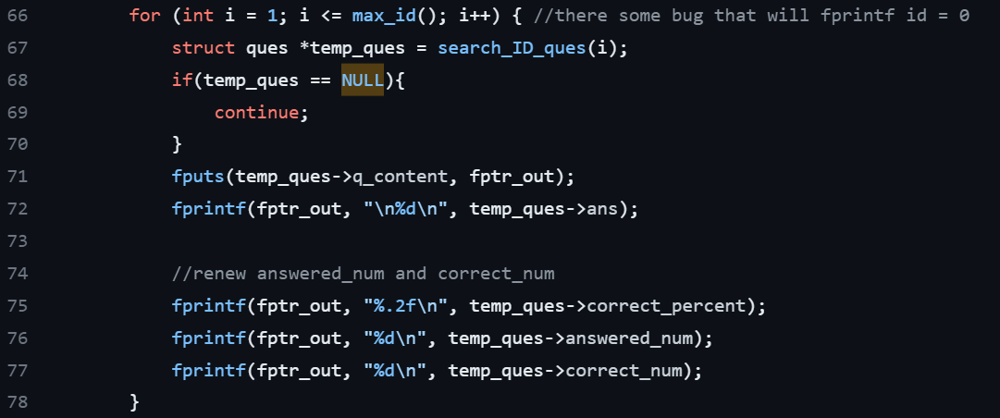 66 for (int i = 1; i <= max_id(); i++) { //there some bug that will fprintf id = 0
67 struct ques *temp_ques = search_ID_ques(i);
68 if(temp_ques == NULL){
69 continue;
70 }
71 fputs(temp_ques->q_content, fptr_out);
72 fprintf(fptr_out, "\n%d\n", temp_ques->ans);
73
74 //renew answered_num and correct_num
75 fprintf(fptr_out, "%.2f\n", temp_ques->correct_percent);
76 fprintf(fptr_out, "%d\n", temp_ques->answered_num);
77 fprintf(fptr_out, "%d\n", temp_ques->correct_num);
78 }